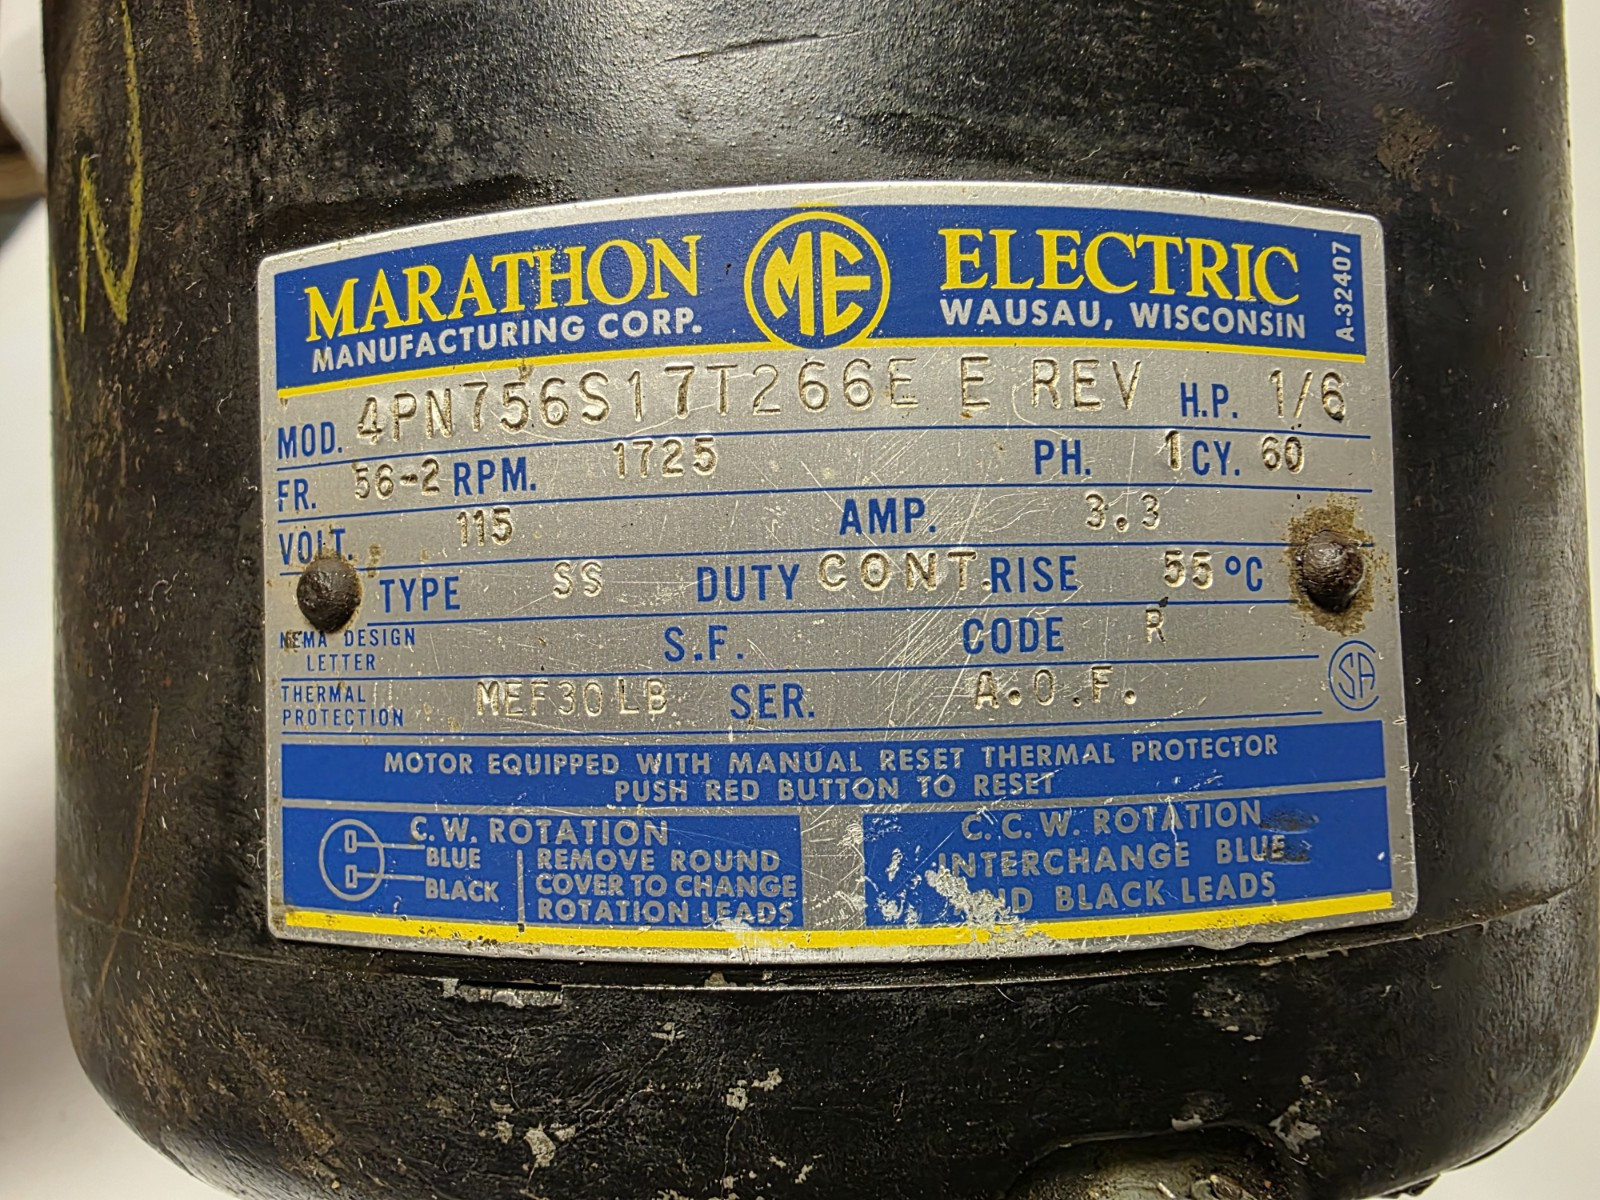 MARATHON ME ELECTRIC
MANUFACTURING CORP. WAUSAU, WISCONSIN
A-32407
MOD. 4PN756S17T266E E REV H.P. 1/6
FR. 56-2 RPM. 1725 PH. 1 CY. 60
VOLT. 115 AMP. 3.3
TYPE SS DUTY CONT. RISE 55 °C
NEMA DESIGN LETTER S.F. CODE R
THERMAL PROTECTION MEF30LB SER. A.O.F.
SA
MOTOR EQUIPPED WITH MANUAL RESET THERMAL PROTECTOR
PUSH RED BUTTON TO RESET
C.W. ROTATION
BLUE
BLACK
REMOVE ROUND
COVER TO CHANGE
ROTATION LEADS
C.C.W. ROTATION
INTERCHANGE BLUE
AND BLACK LEADS